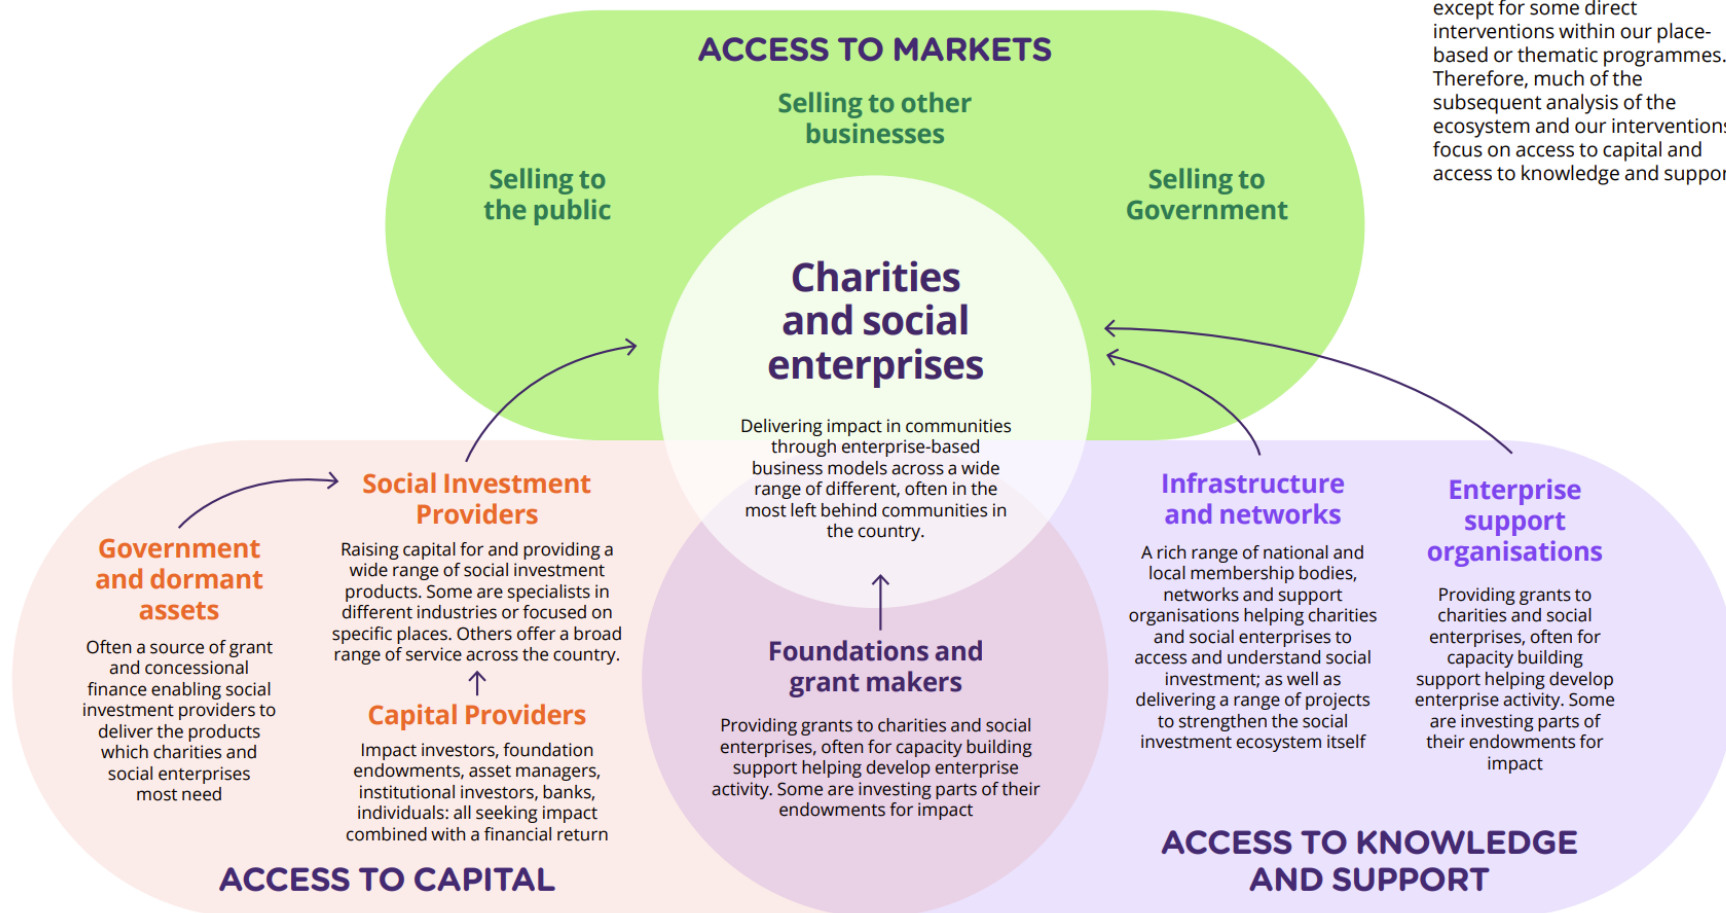 except for some direct
interventions within our place-
based or thematic programmes.
Therefore, much of the
subsequent analysis of the
ecosystem and our interventions
focus on access to capital and
access to knowledge and suppor
ACCESS TO MARKETS
Selling to other
businesses
Selling to
the public
Selling to
Government
Charities
and social
enterprises
Delivering impact in communities
through enterprise-based
business models across a wide
range of different, often in the
most left behind communities in
the country.
Government
and dormant
assets
Often a source of grant
and concessional
finance enabling social
investment providers to
deliver the products
which charities and
social enterprises
most need
Social Investment
Providers
Raising capital for and providing a
wide range of social investment
products. Some are specialists in
different industries or focused on
specific places. Others offer a broad
range of service across the country.
Capital Providers
Impact investors, foundation
endowments, asset managers,
institutional investors, banks,
individuals: all seeking impact
combined with a financial return
ACCESS TO CAPITAL
Foundations and
grant makers
Providing grants to charities and social
enterprises, often for capacity building
support helping develop enterprise
activity. Some are investing parts of their
endowments for impact
Infrastructure
and networks
A rich range of national and
local membership bodies,
networks and support
organisations helping charities
and social enterprises to
access and understand social
investment; as well as
delivering a range of projects
to strengthen the social
investment ecosystem itself
Enterprise
support
organisations
Providing grants to
charities and social
enterprises, often for
capacity building
support helping develop
enterprise activity. Some
are investing parts of
their endowments for
impact
ACCESS TO KNOWLEDGE
AND SUPPORT